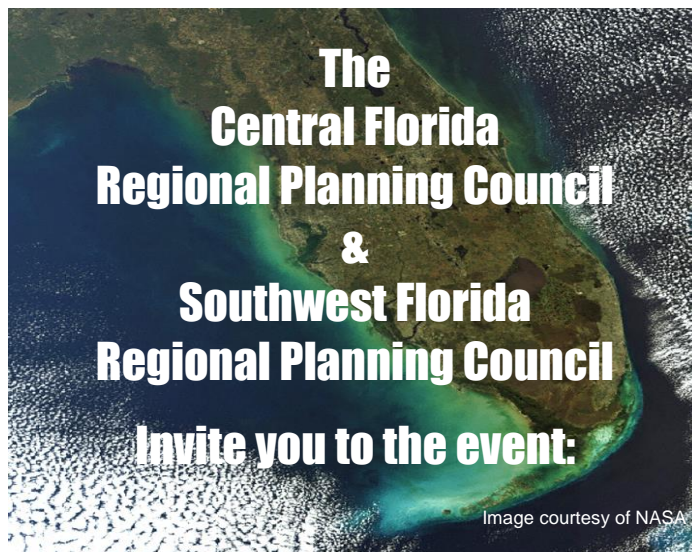 The
Central Florida
Regional Planning Council
&
Southwest Florida
Regional Planning Council
Invite you to the event:
Image courtesy of NASA